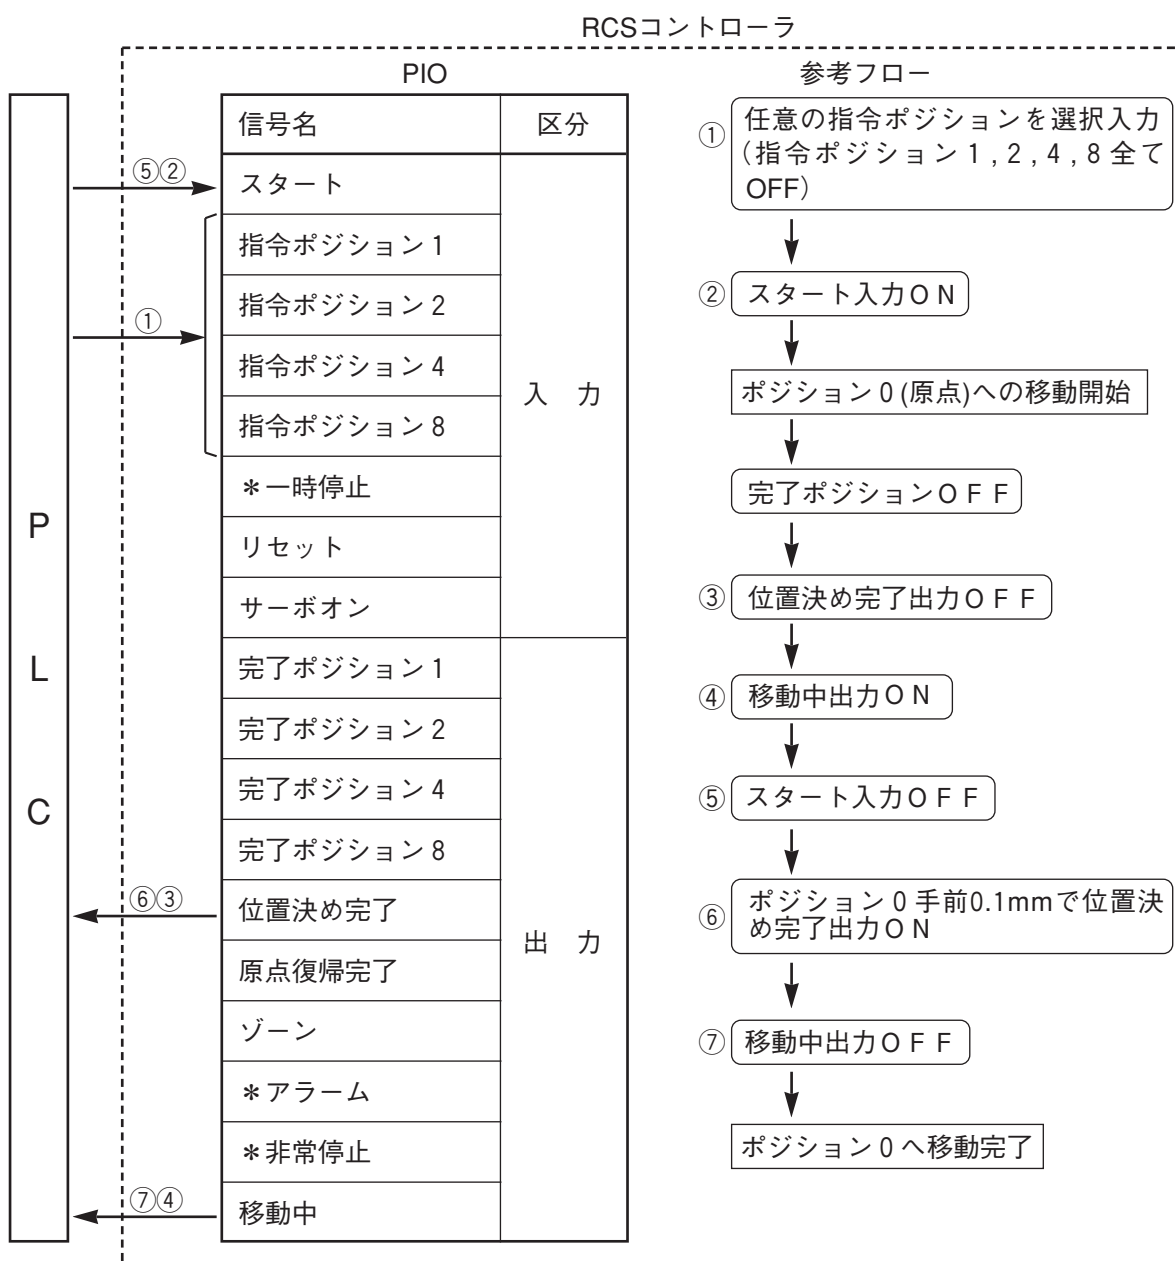 RCSコントローラ
PIO
参考フロー
信号名
区分
スタート
指令ポジション1
指令ポジション2
指令ポジション4
指令ポジション8
＊一時停止
リセット
サーボオン
入 力
完了ポジション1
完了ポジション2
完了ポジション4
完了ポジション8
位置決め完了
原点復帰完了
ゾーン
＊アラーム
＊非常停止
移動中
出 力
P
L
C
⑤②
①
⑥③
⑦④
① 任意の指令ポジションを選択入力
(指令ポジション1,2,4,8全て
OFF)
② スタート入力ON
ポジション0(原点)への移動開始
完了ポジションOFF
③ 位置決め完了出力OFF
④ 移動中出力ON
⑤ スタート入力OFF
⑥ ポジション0手前0.1mmで位置決
め完了出力ON
⑦ 移動中出力OFF
ポジション0へ移動完了